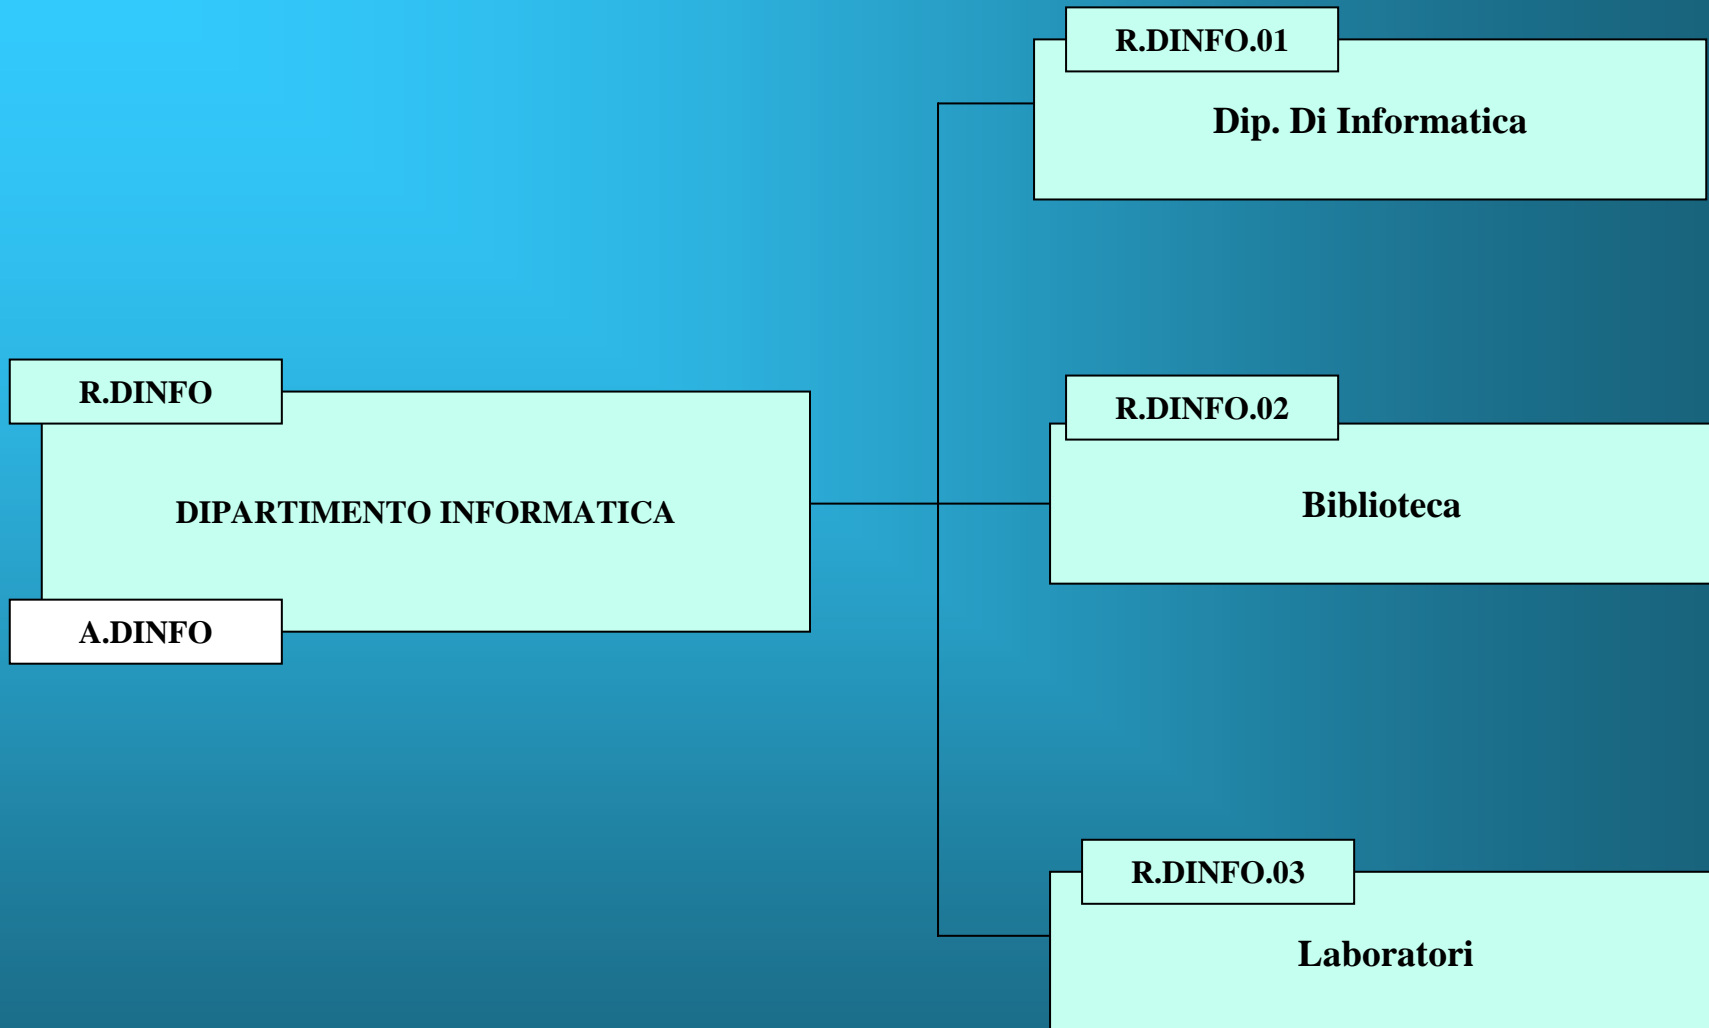 R.DINFO
DIPARTIMENTO INFORMATICA
A.DINFO
R.DINFO.01
Dip. Di Informatica
R.DINFO.02
Biblioteca
R.DINFO.03
Laboratori